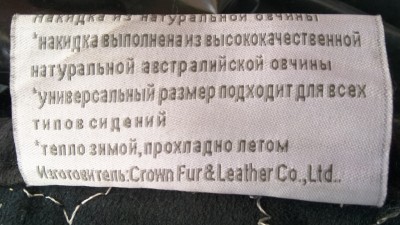 Накидка из натуральной овчины
*накидка выполнена из высококачественной
натуральной австралийской овчины
*универсальный размер подходит для всех
типов сидений
*тепло зимой, прохладно летом
Изготовитель:Crown Fur & Leather Co.,Ltd..